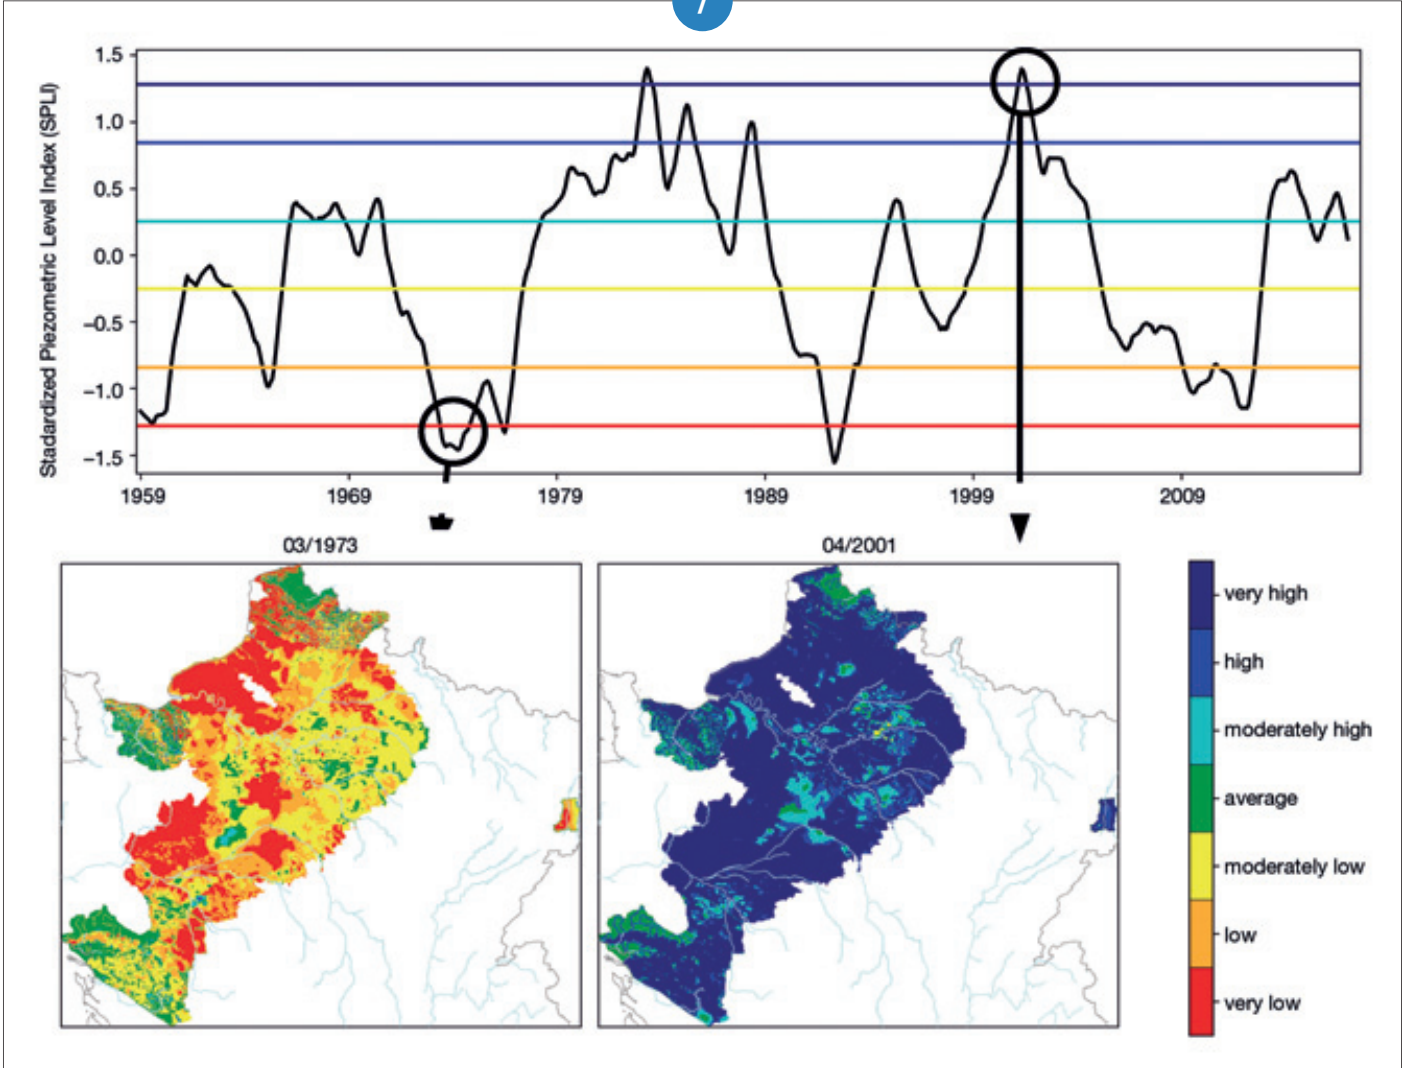 7
Stadardized Piezometric Level Index (SPLI)
1.5
1.0
0.5
0.0
−0.5
−1.0
−1.5
1959 1969 1979 1989 1999 2009
03/1973 04/2001
very high
high
moderately high
average
moderately low
low
very low